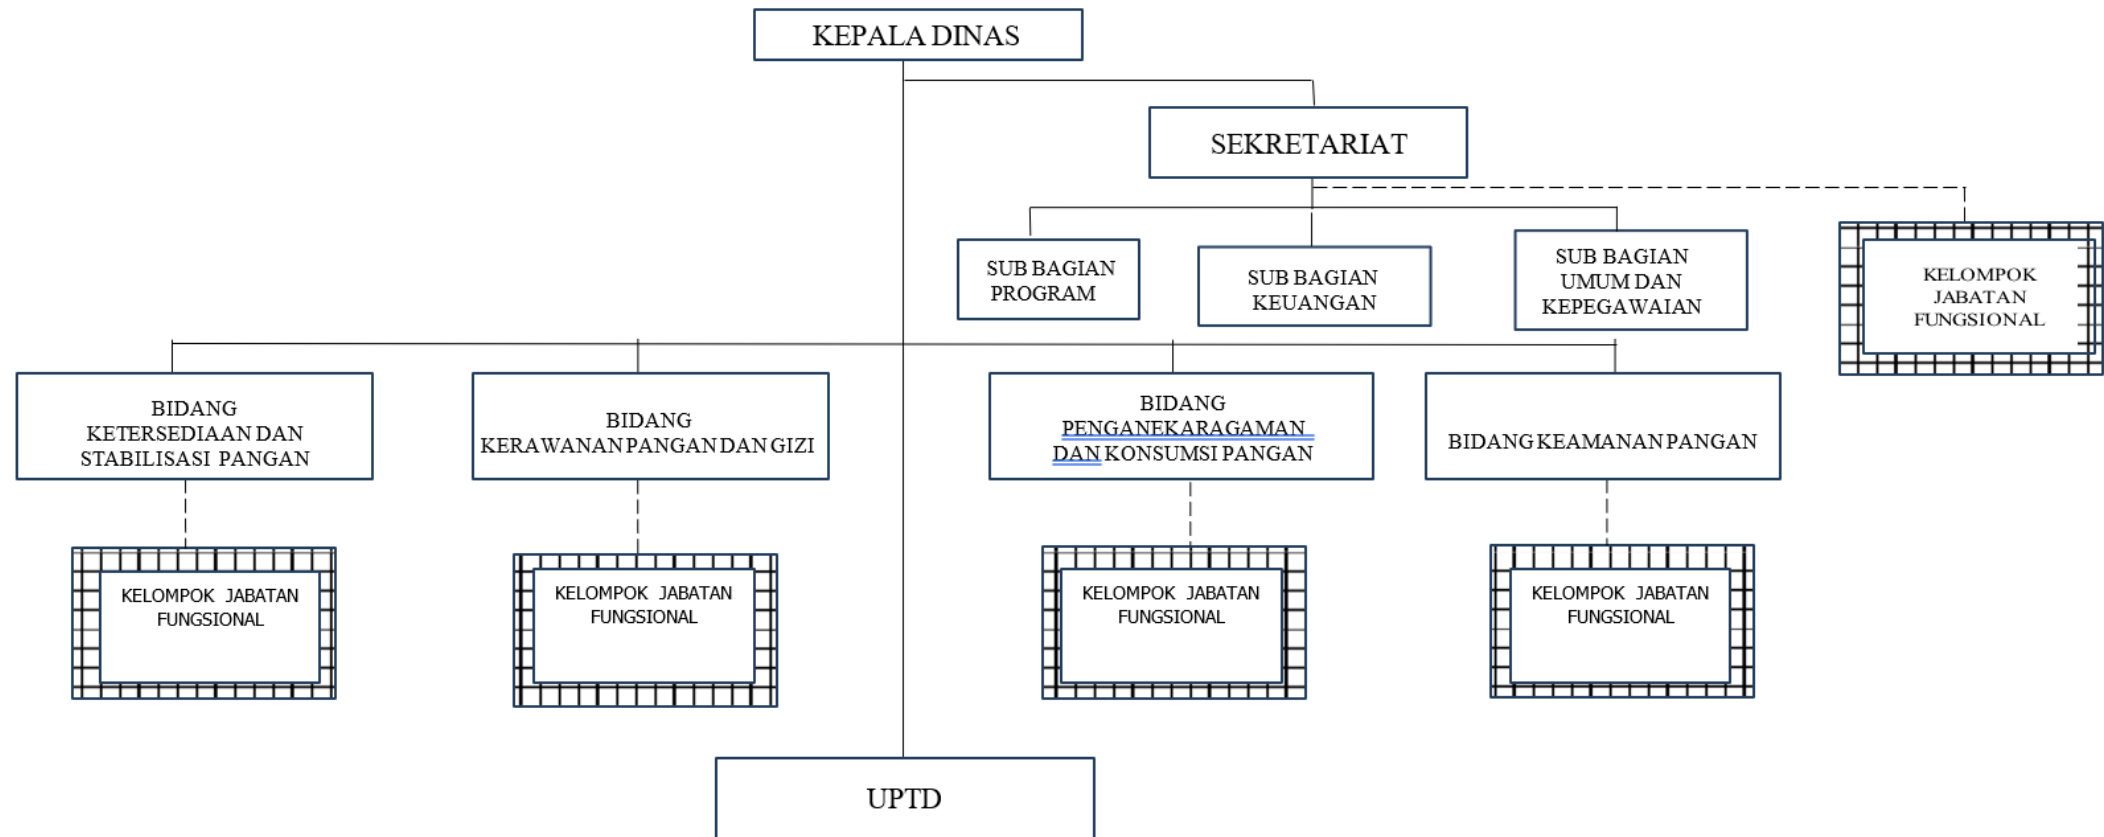 KEPALA DINAS
SEKRETARIAT
SUB BAGIAN
PROGRAM
SUB BAGIAN
KEUANGAN
SUB BAGIAN
UMUM DAN
KEPEGAWAIAN
KELOMPOK
JABATAN
FUNGSIONAL
BIDANG
KETERSEDIAAN DAN
STABILISASI PANGAN
BIDANG
KERAWANAN PANGAN DAN GIZI
BIDANG
PENGANEKARAGAMAN
DAN KONSUMSI PANGAN
BIDANG KEAMANAN PANGAN
KELOMPOK JABATAN
FUNGSIONAL
KELOMPOK JABATAN
FUNGSIONAL
KELOMPOK JABATAN
FUNGSIONAL
KELOMPOK JABATAN
FUNGSIONAL
UPTD